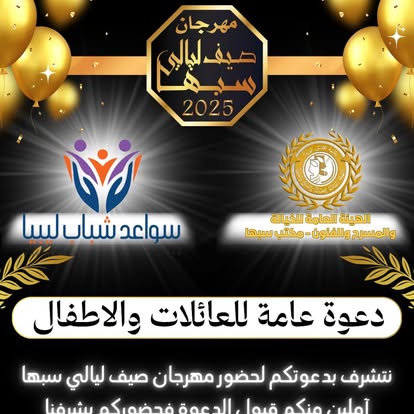 مهرجان
صيف ليالي
سبها
2025
سواعد شباب ليبيا
الهيئة العامة للخيالة
والمسرح والفنون - مكتب سبها
دعوة عامة للعائلات والاطفال
نتشرف بدعوتكم لحضور مهرجان صيف ليالي سبها
آملين منكم قبول الدعوة فحضوركم يشرفنا